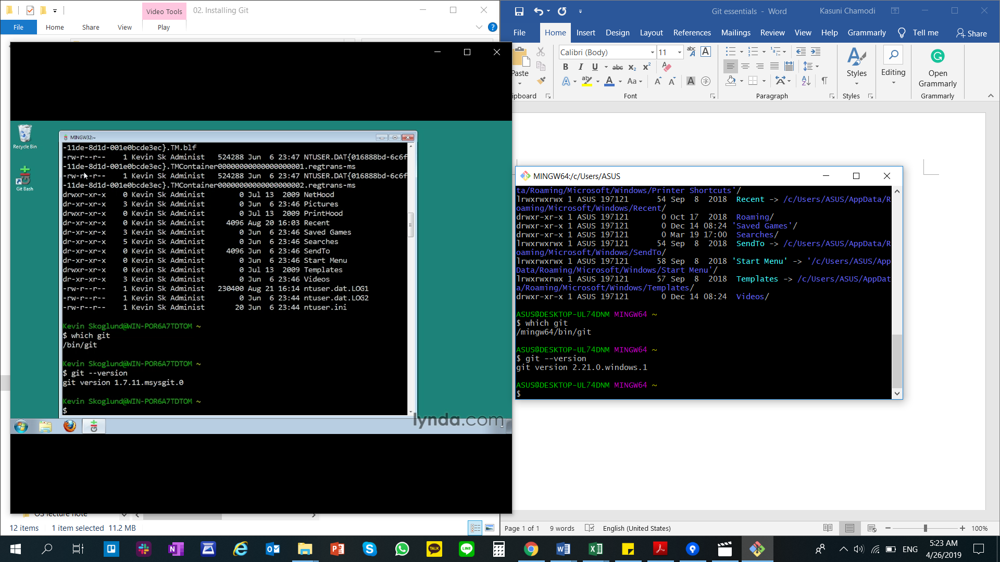 Video Tools
02. Installing Git
File Home Share View Play
MINGW32:~
Recycle Bin
Git Bash
-11de-8d1d-001e0bcde3ec}.TM.blf
-rw-r--r-- 1 Kevin Sk Administ 524288 Jun 6 23:47 NTUSER.DAT{016888bd-6c6f
-11de-8d1d-001e0bcde3ec}.TMContainer00000000000000000001.regtrans-ms
-rw-r--r-- 1 Kevin Sk Administ 524288 Jun 6 23:47 NTUSER.DAT{016888bd-6c6f
-11de-8d1d-001e0bcde3ec}.TMContainer00000000000000000002.regtrans-ms
drwxr-xr-x 0 Kevin Sk Administ 0 Jul 13 2009 NetHood
dr-xr-xr-x 3 Kevin Sk Administ 0 Jun 6 23:46 Pictures
drwxr-xr-x 0 Kevin Sk Administ 0 Jul 13 2009 PrintHood
dr-xr-xr-x 0 Kevin Sk Administ 4096 Aug 20 16:03 Recent
dr-xr-xr-x 3 Kevin Sk Administ 0 Jun 6 23:46 Saved Games
dr-xr-xr-x 5 Kevin Sk Administ 0 Jun 6 23:46 Searches
dr-xr-xr-x 0 Kevin Sk Administ 4096 Jun 6 23:46 SendTo
dr-xr-xr-x 0 Kevin Sk Administ 0 Jun 6 23:46 Start Menu
drwxr-xr-x 0 Kevin Sk Administ 0 Jul 13 2009 Templates
dr-xr-xr-x 3 Kevin Sk Administ 0 Jun 6 23:46 Videos
-rw-r--r-- 1 Kevin Sk Administ 230400 Aug 21 16:14 ntuser.dat.LOG1
-rw-r--r-- 1 Kevin Sk Administ 0 Jun 6 23:44 ntuser.dat.LOG2
-rw-r--r-- 1 Kevin Sk Administ 20 Jun 6 23:44 ntuser.ini
Kevin Skoglund@WIN-POR6A7TDTOM ~
$ which git
/bin/git
Kevin Skoglund@WIN-POR6A7TDTOM ~
$ git --version
git version 1.7.11.msysgit.0
Kevin Skoglund@WIN-POR6A7TDTOM ~
$
lynda.com
OS lecture note
12 items 1 item selected 11.2 MB
Git essentials - Word
Kasuni Chamodi
File Home Insert Design Layout References Mailings Review View Help Grammarly Tell me Share
Calibri (Body) 11
Paste
Styles
Editing
Open
Grammarly
ipboard Font Paragraph Styles Grammarly
MINGW64:/c/Users/ASUS
ta/Roaming/Microsoft/Windows/Printer Shortcuts'/
lrwxrwxrwx 1 ASUS 197121 54 Sep 8 2018 Recent -> /c/Users/ASUS/AppData/R
oaming/Microsoft/Windows/Recent/
drwxr-xr-x 1 ASUS 197121 0 Oct 17 2018 Roaming/
drwxr-xr-x 1 ASUS 197121 0 Dec 14 08:24 'Saved Games'/
drwxr-xr-x 1 ASUS 197121 0 Mar 19 17:00 Searches/
lrwxrwxrwx 1 ASUS 197121 54 Sep 8 2018 SendTo -> /c/Users/ASUS/AppData/R
oaming/Microsoft/Windows/SendTo/
lrwxrwxrwx 1 ASUS 197121 58 Sep 8 2018 'Start Menu' -> '/c/Users/ASUS/App
Data/Roaming/Microsoft/Windows/Start Menu'/
lrwxrwxrwx 1 ASUS 197121 57 Sep 8 2018 Templates -> /c/Users/ASUS/AppDat
a/Roaming/Microsoft/Windows/Templates/
drwxr-xr-x 1 ASUS 197121 0 Dec 14 08:24 Videos/
ASUS@DESKTOP-UL74DNM MINGW64 ~
$ which git
/mingw64/bin/git
ASUS@DESKTOP-UL74DNM MINGW64 ~
$ git --version
git version 2.21.0.windows.1
ASUS@DESKTOP-UL74DNM MINGW64 ~
$
Page 1 of 1 9 words English (United States) 100%
TALK
LINE
ENG
5:23 AM
4/26/2019